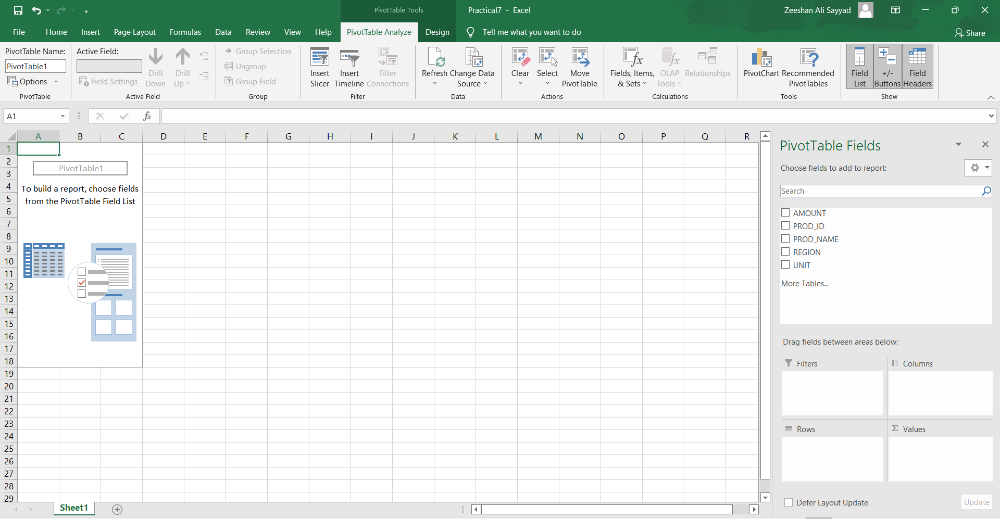 PivotTable Tools
Practical7 - Excel
Zeeshan Ali Sayyad
File Home Insert Page Layout Formulas Data Review View Help PivotTable Analyze Design Tell me what you want to do Share
PivotTable Name:
PivotTable1
Options
PivotTable
Active Field:
Field Settings
Drill Down
Drill Up
Active Field
Group Selection
Ungroup
7 Group Field
Group
Insert Slicer
Insert Timeline
Filter Connections
Filter
Refresh
Change Data Source
Data
Clear
Select
Move PivotTable
Actions
fx
Fields, Items, & Sets
fx
OLAP Tools
Relationships
Calculations
PivotChart
?
Recommended PivotTables
Tools
Field List
+/- Buttons
Field Headers
Show
A1
fx
A B C D E F G H I J K L M N O P Q R
1
2
3
4
5
6
7
8
9
10
11
12
13
14
15
16
17
18
19
20
21
22
23
24
25
26
27
28
29
PivotTable1
To build a report, choose fields
from the PivotTable Field List
Sheet1
PivotTable Fields
Choose fields to add to report:
Search
AMOUNT
PROD_ID
PROD_NAME
REGION
UNIT
More Tables...
Drag fields between areas below:
Filters
Columns
Rows
Σ Values
Defer Layout Update
Update